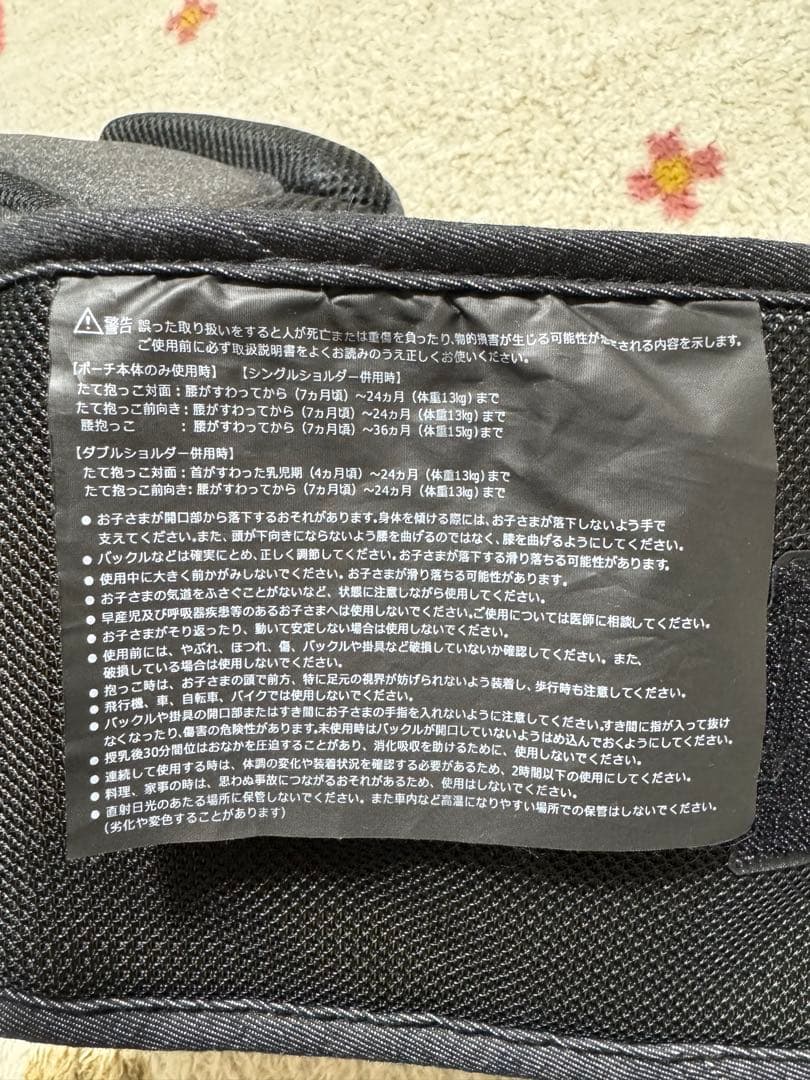 警告 誤った取り扱いをすると人が死亡または重傷を負ったり、物的損害が生じる可能性が される内容を示します。
ご使用前に必ず取扱説明書をよくお読みのうえ正しくお使いください。
【ポーチ本体のみ使用時】 【シングルショルダー併用時】
たて抱っこ対面：腰がすわってから（7ヵ月頃）〜24ヵ月（体重13kg）まで
たて抱っこ前向き：腰がすわってから（7ヵ月頃）〜24ヵ月（体重13kg）まで
腰抱っこ ：腰がすわってから（7ヵ月頃）〜36ヵ月（体重15kg）まで
【ダブルショルダー併用時】
たて抱っこ対面：首がすわった乳児期（4ヵ月頃）〜24ヵ月（体重13kg）まで
たて抱っこ前向き：腰がすわってから（7ヵ月頃）〜24ヵ月（体重13kg）まで
● お子さまが開口部から落下するおそれがあります。身体を傾ける際には、お子さまが落下しないよう手で
支えてください。また、頭が下向きにならないよう腰を曲げるのではなく、膝を曲げるようにしてください。
● バックルなどは確実にとめ、正しく調節してください。お子さまが落下する滑り落ちる可能性があります。
● 使用中に大きく前かがみしないでください。お子さまが滑り落ちる可能性があります。
● お子さまの気道をふさぐことがないなど、状態に注意しながら使用してください。
● 早産児及び呼吸器疾患等のあるお子さまへは使用しないでください。ご使用については医師に相談してください。
● お子さまがそり返ったり、動いて安定しない場合は使用しないでください。
● 使用前には、やぶれ、ほつれ、傷、バックルや掛具など破損していないか確認してください。また、
破損している場合は使用しないでください。
● 抱っこ時は、お子さまの頭で前方、特に足元の視界が妨げられないよう装着し、歩行時も注意してください。
● 飛行機、車、自転車、バイクでは使用しないでください。
● バックルや掛具の開口部またはすき間にお子さまの手指を入れないように注意してください。すき間に指が入って抜け
なくなったり、傷害の危険性があります。未使用時はバックルが開口していないようはめ込んでおくようにしてください。
● 授乳後30分間位はおなかを圧迫することがあり、消化吸収を助けるために、使用しないでください。
● 連続して使用する時は、体調の変化や装着状況を確認する必要があるため、2時間以下の使用にしてください。
● 料理、家事の時は、思わぬ事故につながるおそれがあるため、使用はしないでください。
● 直射日光のあたる場所に保管しないでください。また車内など高温になりやすい場所での保管はしないでください。
（劣化や変色することがあります）